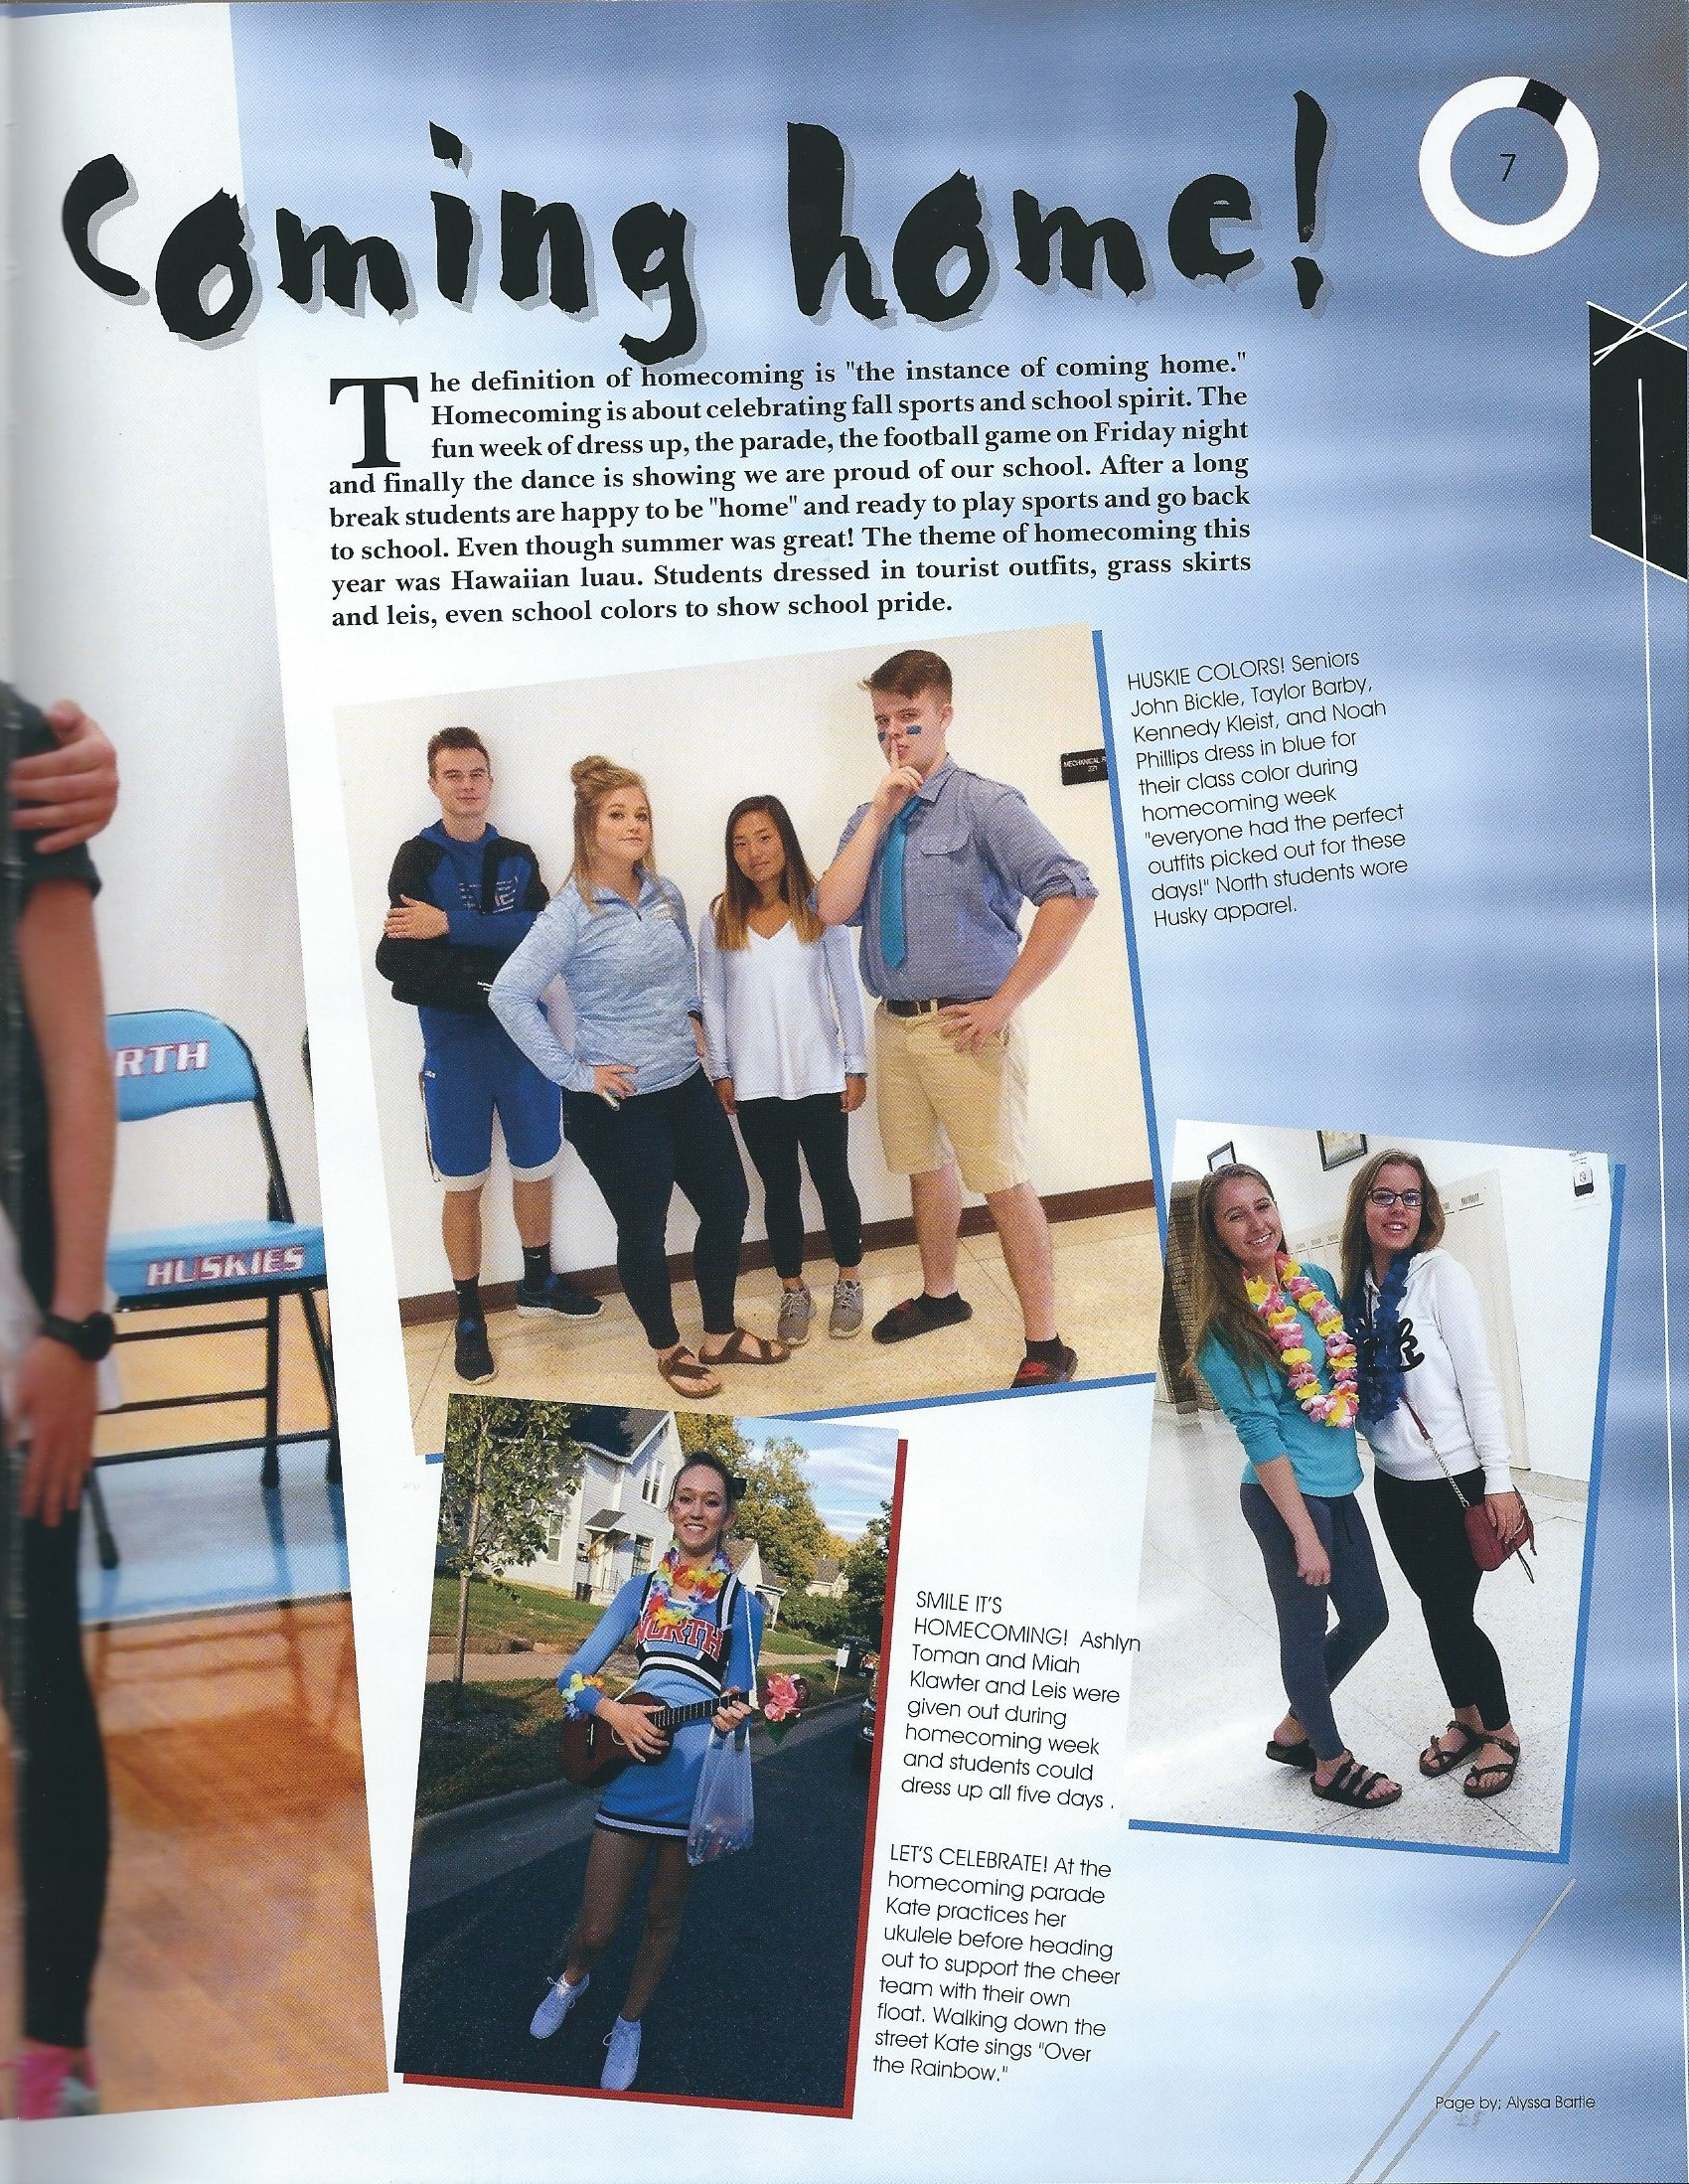 coming home!
7
The definition of homecoming is "the instance of coming home."
Homecoming is about celebrating fall sports and school spirit. The
fun week of dress up, the parade, the football game on Friday night
and finally the dance is showing we are proud of our school. After a long
break students are happy to be "home" and ready to play sports and go back
to school. Even though summer was great! The theme of homecoming this
year was Hawaiian luau. Students dressed in tourist outfits, grass skirts
and leis, even school colors to show school pride.
HUSKIE COLORS! Seniors
John Bickle, Taylor Barby,
Kennedy Kleist, and Noah
Phillips dress in blue for
their class color during
homecoming week
"everyone had the perfect
outfits picked out for these
days!" North students wore
Husky apparel.
MECHANICAL R
RTH
HUSKIES
NORTH
SMILE IT'S
HOMECOMING! Ashlyn
Toman and Miah
Klawter and Leis were
given out during
homecoming week
and students could
dress up all five days .
LET'S CELEBRATE! At the
homecoming parade
Kate practices her
ukulele before heading
out to support the cheer
team with their own
float. Walking down the
street Kate sings "Over
the Rainbow."
Page by; Alyssa Bartie